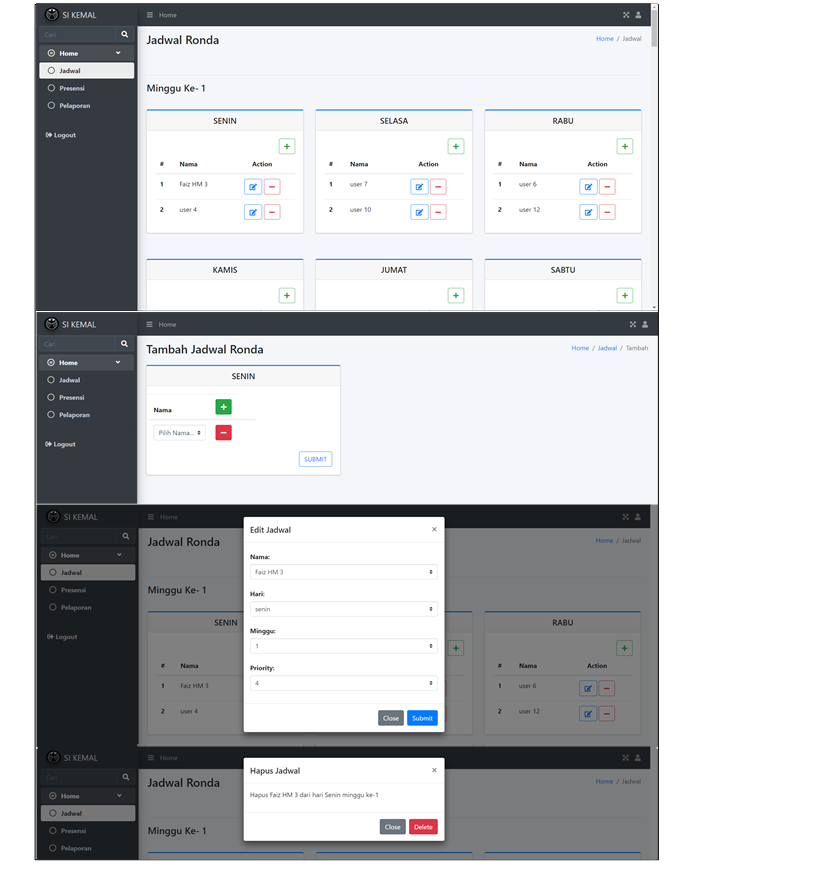 SI KEMAL
Home
Cari
Home
Jadwal
Presensi
Pelaporan
Logout
Jadwal Ronda
Home / Jadwal
Minggu Ke- 1
SENIN
# Nama Action
1 Faiz HM 3
2 user 4
SELASA
# Nama Action
1 user 7
2 user 10
RABU
# Nama Action
1 user 6
2 user 12
KAMIS
JUMAT
SABTU
SI KEMAL
Home
Cari
Home
Jadwal
Presensi
Pelaporan
Logout
Tambah Jadwal Ronda
Home / Jadwal / Tambah
SENIN
Nama
Pilih Nama...
SUBMIT
SI KEMAL
Home
Cari
Home
Jadwal
Presensi
Pelaporan
Logout
Jadwal Ronda
Home / Jadwal
Minggu Ke- 1
SENIN
# Nama
1 Faiz HM 3
2 user 4
Edit Jadwal ×
Nama:
Faiz HM 3
Hari:
senin
Minggu:
1
Priority:
4
Close Submit
RABU
# Nama Action
1 user 6
2 user 12
SI KEMAL
Home
Cari
Home
Jadwal
Presensi
Pelaporan
Jadwal Ronda
Home / Jadwal
Minggu Ke- 1
Hapus Jadwal ×
Hapus Faiz HM 3 dari hari Senin minggu ke-1
Close Delete